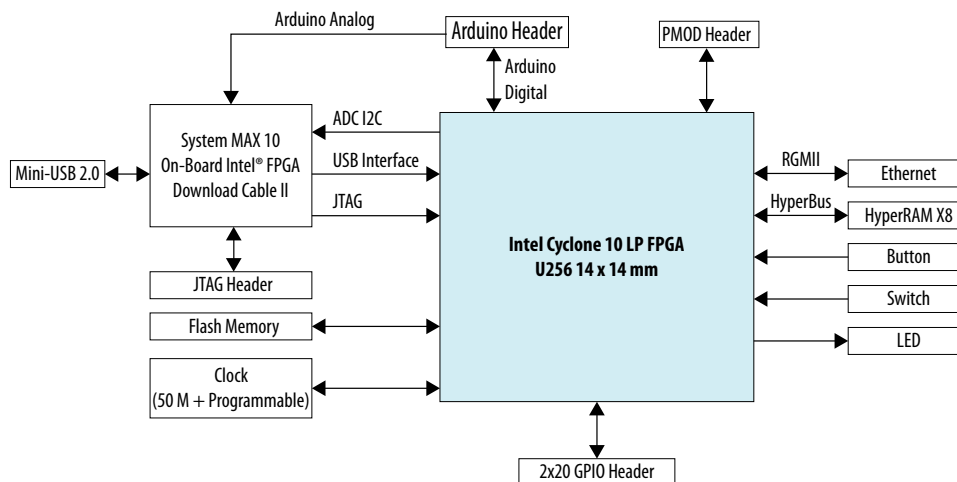 Arduino Analog
Arduino Header
PMOD Header
Arduino
Digital
System MAX 10
On-Board Intel® FPGA
Download Cable II
ADC I2C
USB Interface
JTAG
Mini-USB 2.0
JTAG Header
Flash Memory
Clock
(50 M + Programmable)
Intel Cyclone 10 LP FPGA
U256 14 x 14 mm
RGMII
Ethernet
HyperBus
HyperRAM X8
Button
Switch
LED
2x20 GPIO Header